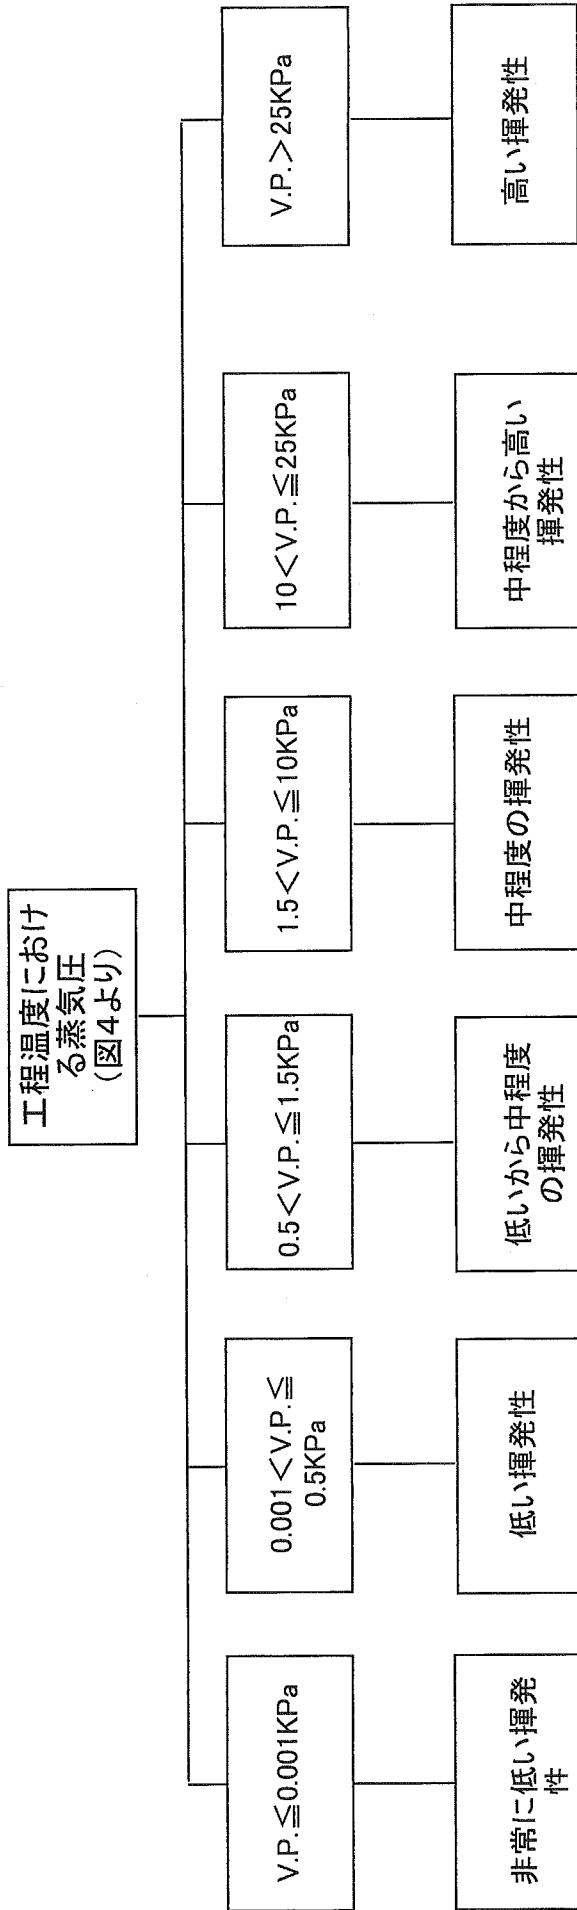 工程温度におけ
る蒸気圧
(図4より)
V.P.≦0.001KPa
0.001<V.P.≦
0.5KPa
0.5<V.P.≦1.5KPa
1.5<V.P.≦10KPa
10<V.P.≦25KPa
V.P.>25KPa
非常に低い揮発
性
低い揮発性
低いから中程度
の揮発性
中程度の揮発性
中程度から高い
揮発性
高い揮発性